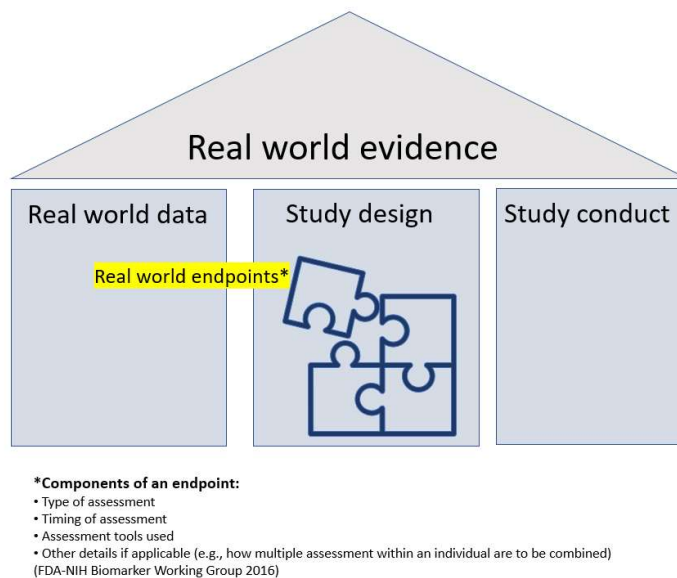 Real world evidence
Real world data
Study design
Study conduct
Real world endpoints*
*Components of an endpoint:
• Type of assessment
• Timing of assessment
• Assessment tools used
• Other details if applicable (e.g., how multiple assessment within an individual are to be combined)
(FDA-NIH Biomarker Working Group 2016)